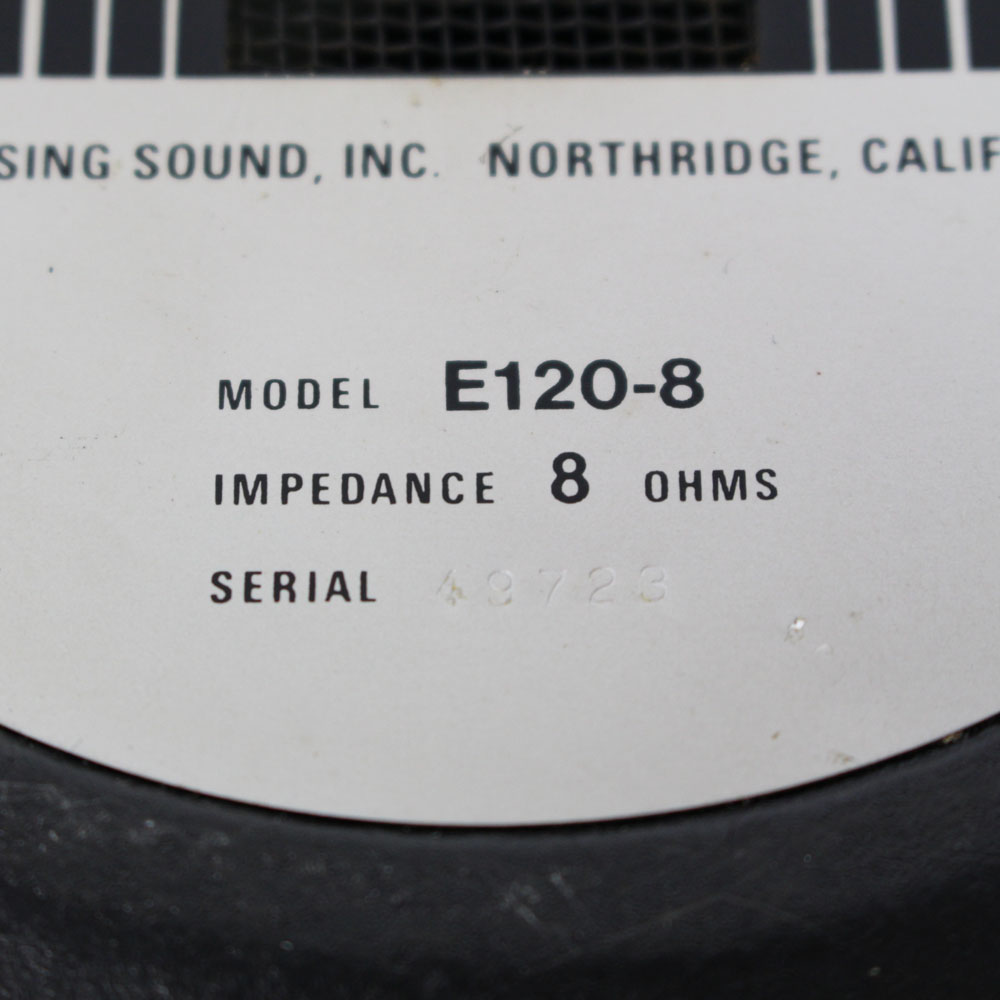 SING SOUND, INC. NORTHRIDGE, CALIF
MODEL E120-8
IMPEDANCE 8 OHMS
SERIAL 49723